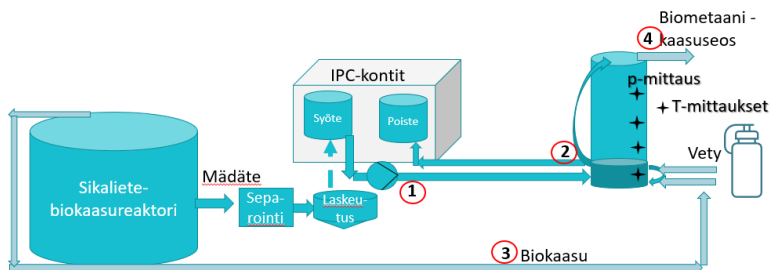 4
Biometaani -
kaasuseos
IPC-kontit
p-mittaus
T-mittaukset
Syöte
Poiste
Vety
2
Mädäte
1
Sikaliete-
biokaasureaktori
Sepa-
rointi
Laskeu-
tus
3
Biokaasu